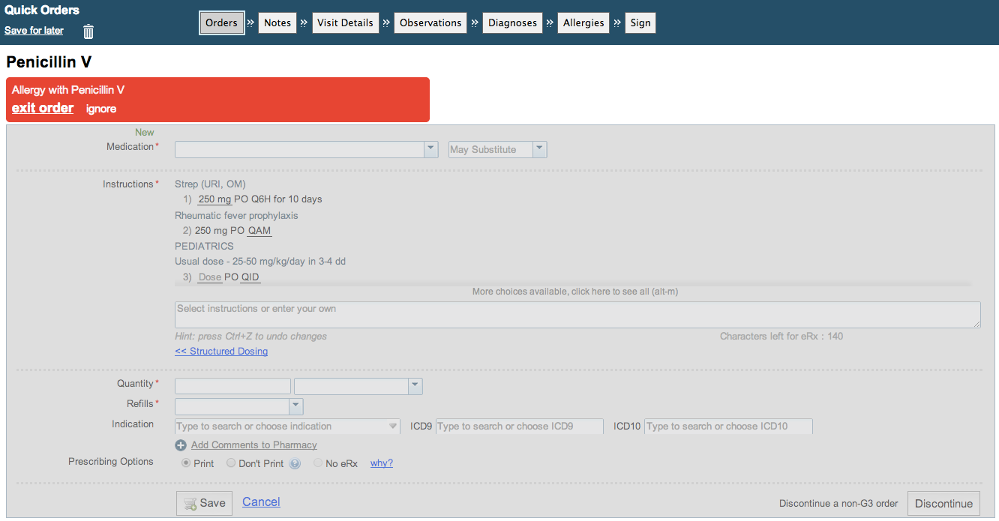 Quick Orders
Save for later
Orders » Notes » Visit Details » Observations » Diagnoses » Allergies » Sign
Penicillin V
Allergy with Penicillin V
exit order ignore
New
Medication* May Substitute
Instructions* Strep (URI, OM)
1) 250 mg PO Q6H for 10 days
Rheumatic fever prophylaxis
2) 250 mg PO QAM
PEDIATRICS
Usual dose - 25-50 mg/kg/day in 3-4 dd
3) Dose PO QID
More choices available, click here to see all (alt-m)
Select instructions or enter your own
Hint: press Ctrl+Z to undo changes Characters left for eRx : 140
<< Structured Dosing
Quantity*
Refills*
Indication Type to search or choose indication ICD9 Type to search or choose ICD9 ICD10 Type to search or choose ICD10
Add Comments to Pharmacy
Prescribing Options Print Don't Print ? No eRx why?
Save Cancel Discontinue a non-G3 order Discontinue